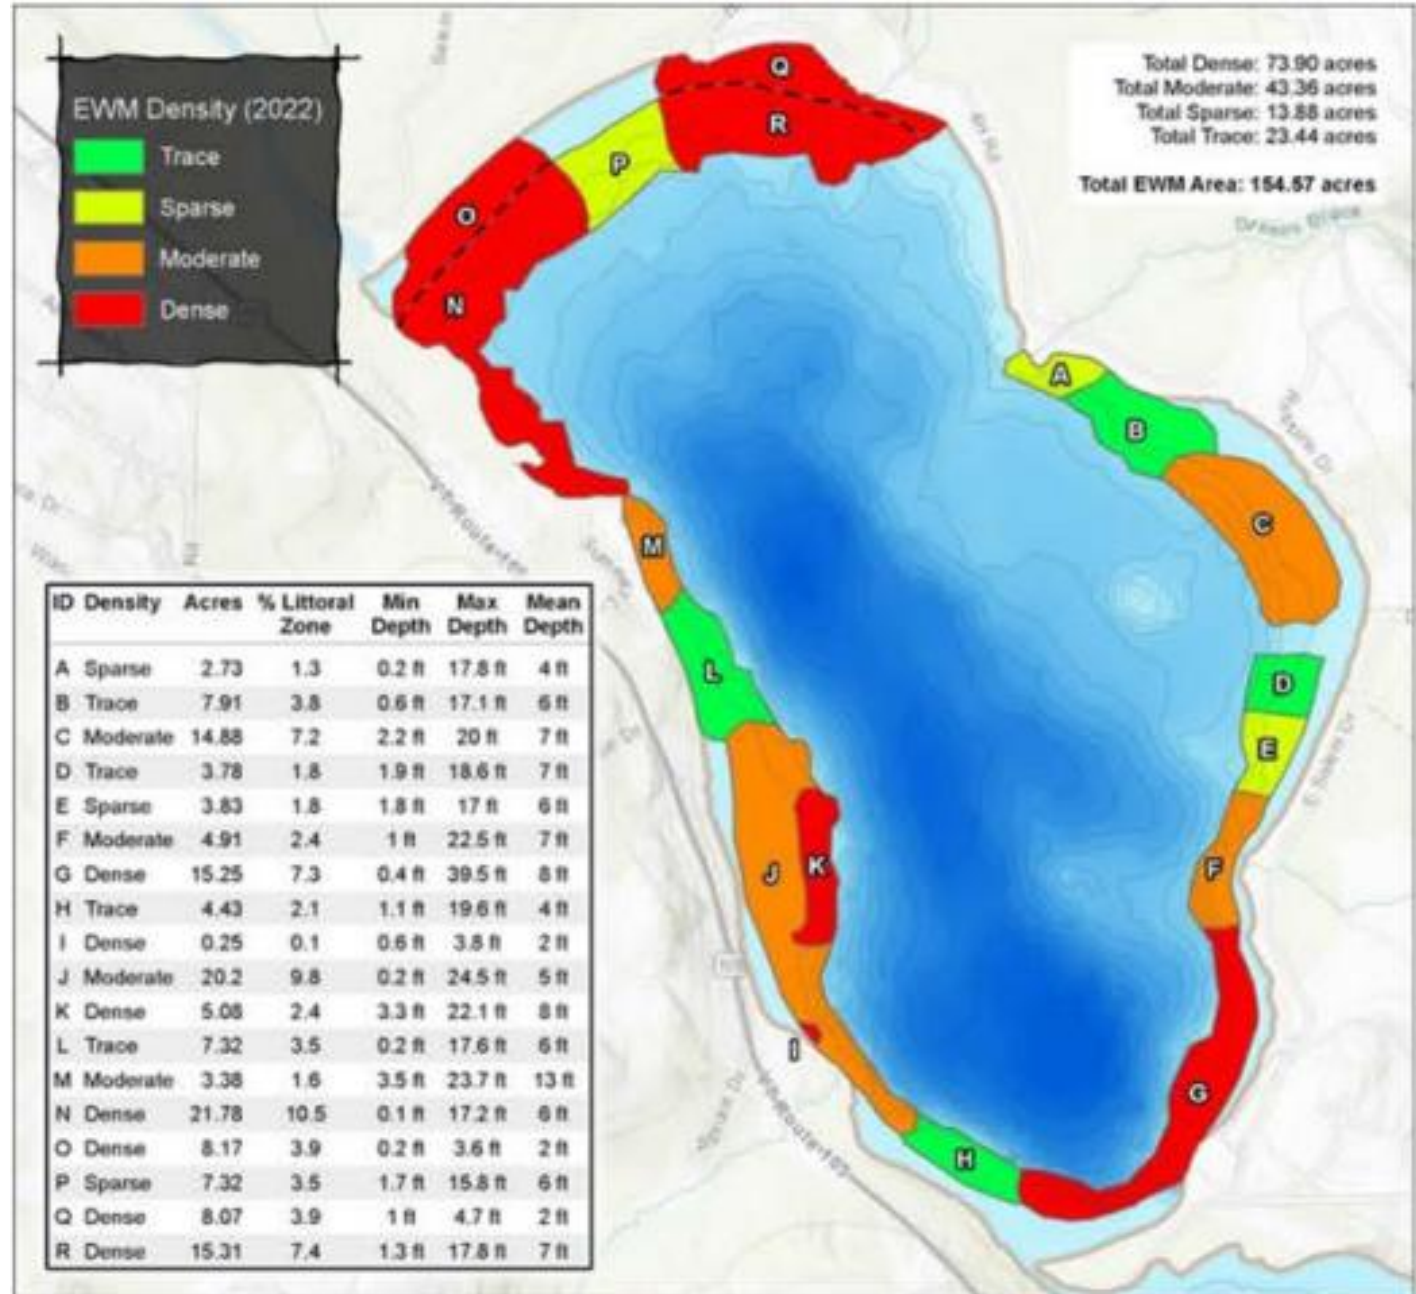 EWM Density (2022)
Trace
Sparse
Moderate
Dense
Total Dense: 73.90 acres
Total Moderate: 43.36 acres
Total Sparse: 13.88 acres
Total Trace: 23.44 acres
Total EWM Area: 154.57 acres
Q
R
P
O
N
A
B
C
M
L
D
E
J
K
F
I
G
H
ID Density Acres % Littoral Zone Min Depth Max Depth Mean Depth
A Sparse 2.73 1.3 0.2 ft 17.8 ft 4 ft
B Trace 7.91 3.8 0.6 ft 17.1 ft 6 ft
C Moderate 14.88 7.2 2.2 ft 20 ft 7 ft
D Trace 3.78 1.8 1.9 ft 18.6 ft 7 ft
E Sparse 3.83 1.8 1.8 ft 17 ft 6 ft
F Moderate 4.91 2.4 1 ft 22.5 ft 7 ft
G Dense 15.25 7.3 0.4 ft 39.5 ft 8 ft
H Trace 4.43 2.1 1.1 ft 19.6 ft 4 ft
I Dense 0.25 0.1 0.6 ft 3.8 ft 2 ft
J Moderate 20.2 9.8 0.2 ft 24.5 ft 5 ft
K Dense 5.08 2.4 3.3 ft 22.1 ft 8 ft
L Trace 7.32 3.5 0.2 ft 17.6 ft 6 ft
M Moderate 3.38 1.6 3.5 ft 23.7 ft 13 ft
N Dense 21.78 10.5 0.1 ft 17.2 ft 6 ft
O Dense 8.17 3.9 0.2 ft 3.6 ft 2 ft
P Sparse 7.32 3.5 1.7 ft 15.8 ft 6 ft
Q Dense 8.07 3.9 1 ft 4.7 ft 2 ft
R Dense 15.31 7.4 1.3 ft 17.8 ft 7 ft